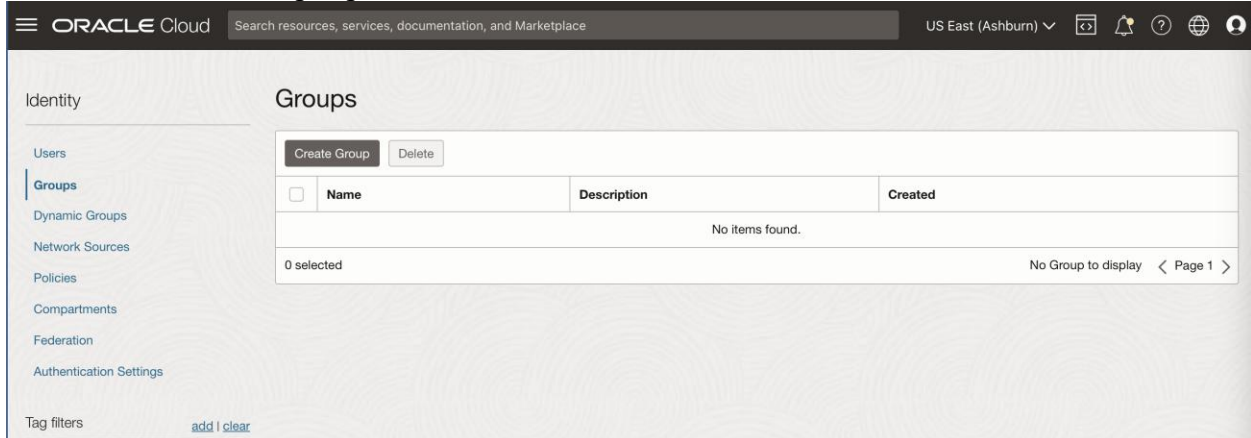 ORACLE Cloud
Search resources, services, documentation, and Marketplace
US East (Ashburn)
Identity
Users
Groups
Dynamic Groups
Network Sources
Policies
Compartments
Federation
Authentication Settings
Tag filters add | clear
Groups
Create Group Delete
Name Description Created
No items found.
0 selected No Group to display Page 1